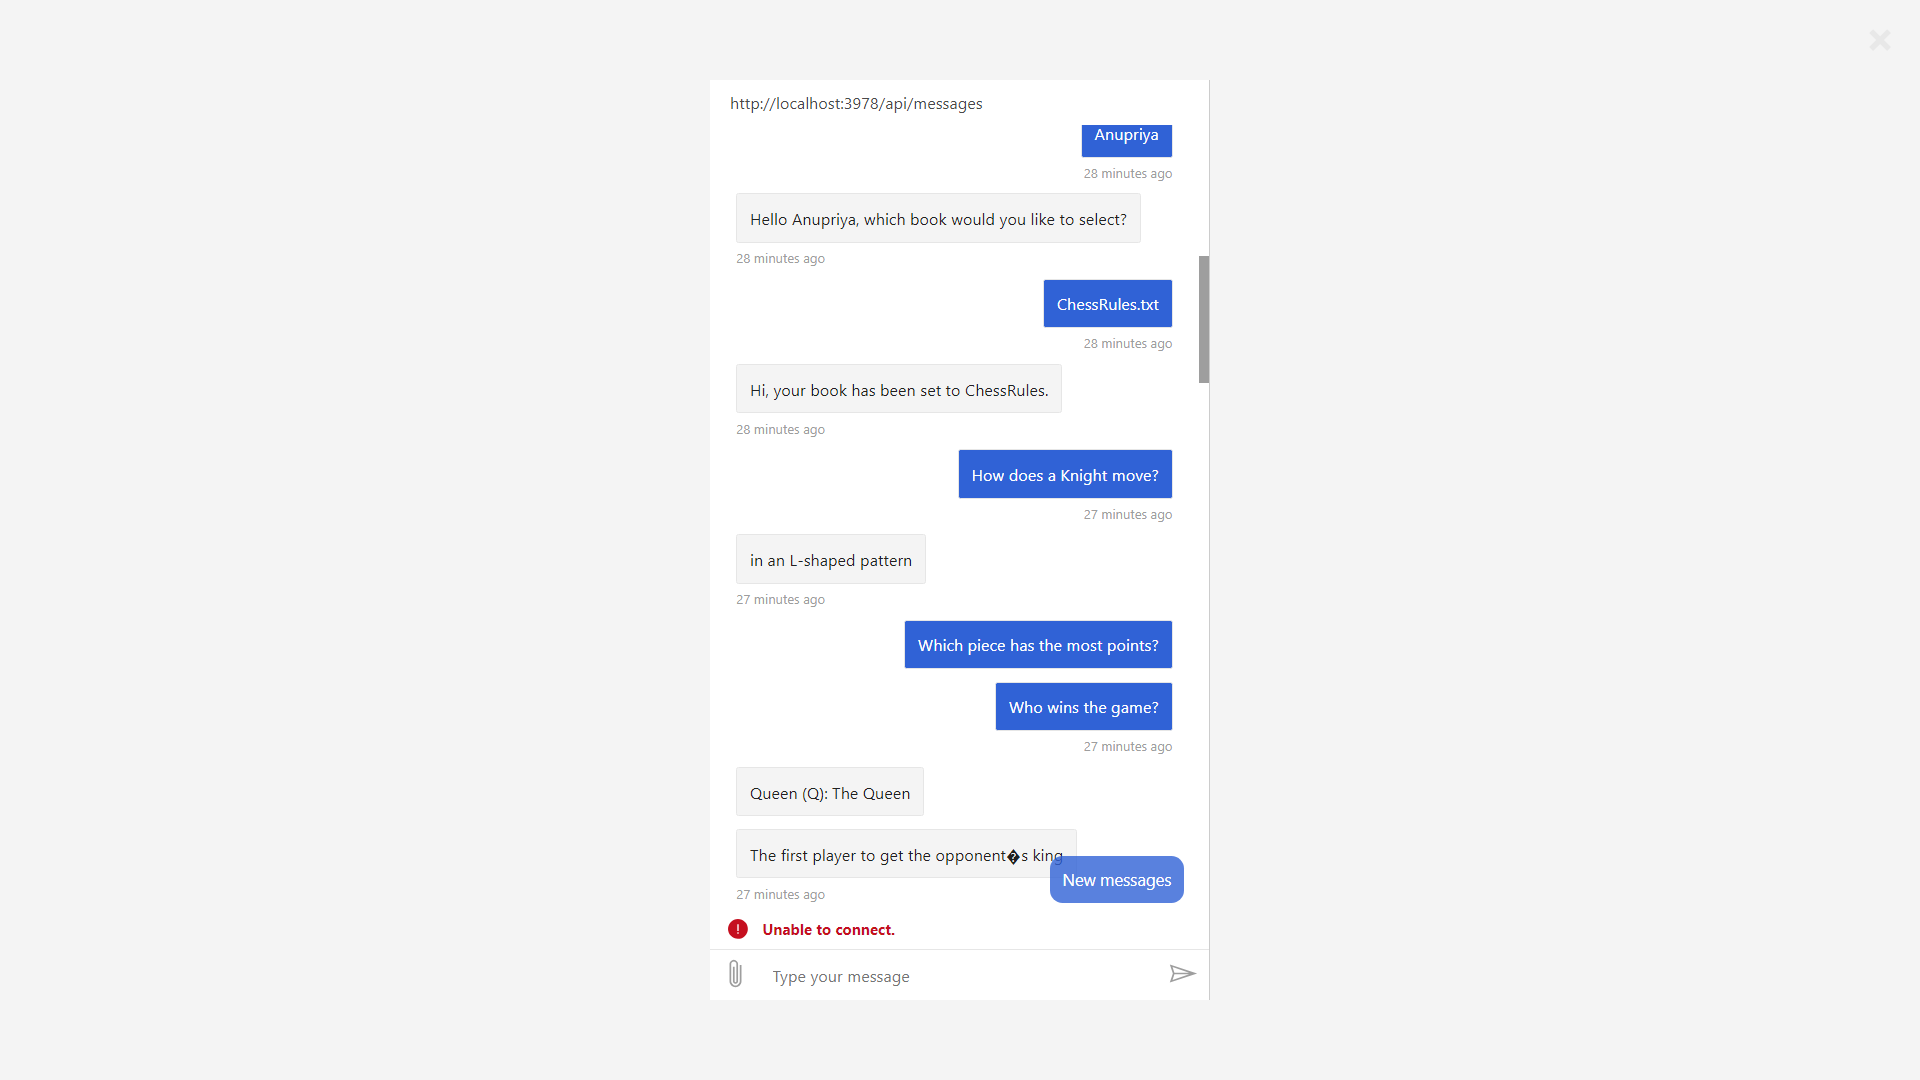 http://localhost:3978/api/messages
Anupriya
28 minutes ago
Hello Anupriya, which book would you like to select?
28 minutes ago
ChessRules.txt
28 minutes ago
Hi, your book has been set to ChessRules.
28 minutes ago
How does a Knight move?
27 minutes ago
in an L-shaped pattern
27 minutes ago
Which piece has the most points?
Who wins the game?
27 minutes ago
Queen (Q): The Queen
The first player to get the opponent�s king
27 minutes ago
New messages
Unable to connect.
Type your message